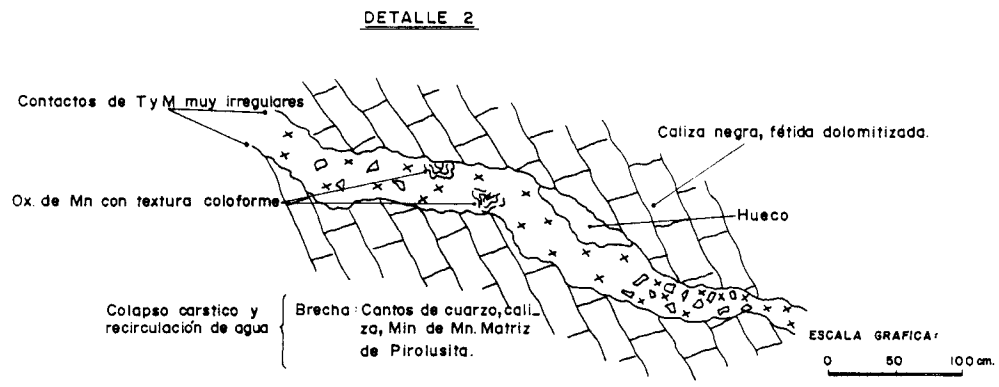 DETALLE 2
Contactos de TyM muy irregulares
Caliza negra, fétida dolomitizada.
Ox. de Mn con textura coloforme
Hueco
Colapso carstico y
recirculación de agua
Brecha: Cantos de cuarzo, cali_
za, Min de Mn. Matriz
de Pirolusita.
ESCALA GRAFICA:
0 50 100 cm.